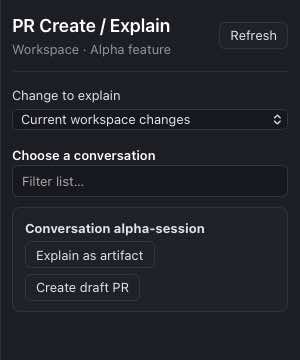 PR Create / Explain
Refresh
Workspace · Alpha feature
Change to explain
Current workspace changes
Choose a conversation
Filter list...
Conversation alpha-session
Explain as artifact
Create draft PR